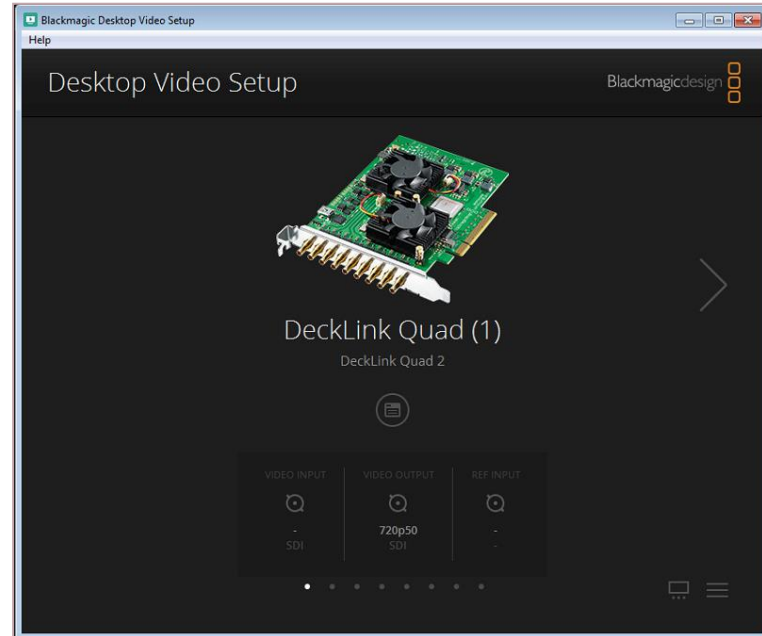 Blackmagic Desktop Video Setup
Help
Desktop Video Setup
Blackmagicdesign
DeckLink Quad (1)
DeckLink Quad 2
VIDEO INPUT VIDEO OUTPUT REF INPUT
- 720p50 -
SDI SDI -